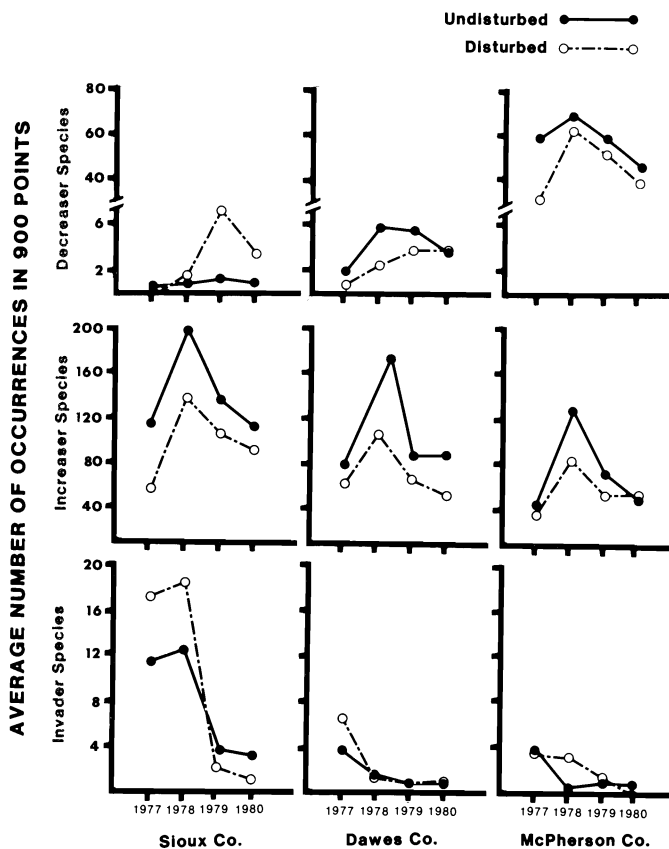 Undisturbed
Disturbed
AVERAGE NUMBER OF OCCURRENCES IN 900 POINTS
Decreaser Species
80
60
40
6
2
Increaser Species
200
160
120
80
40
Invader Species
20
16
12
8
4
1977 1978 1979 1980
1977 1978 1979 1980
1977 1978 1979 1980
Sioux Co.
Dawes Co.
McPherson Co.